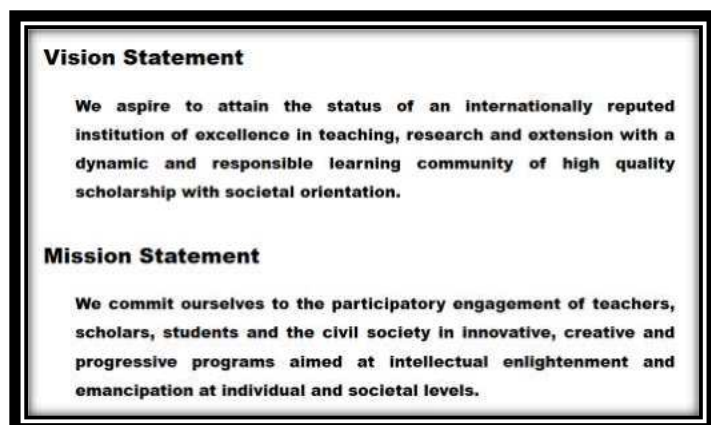 Vision Statement
We aspire to attain the status of an internationally reputed
institution of excellence in teaching, research and extension with a
dynamic and responsible learning community of high quality
scholarship with societal orientation.
Mission Statement
We commit ourselves to the participatory engagement of teachers,
scholars, students and the civil society in innovative, creative and
progressive programs aimed at intellectual enlightenment and
emancipation at individual and societal levels.